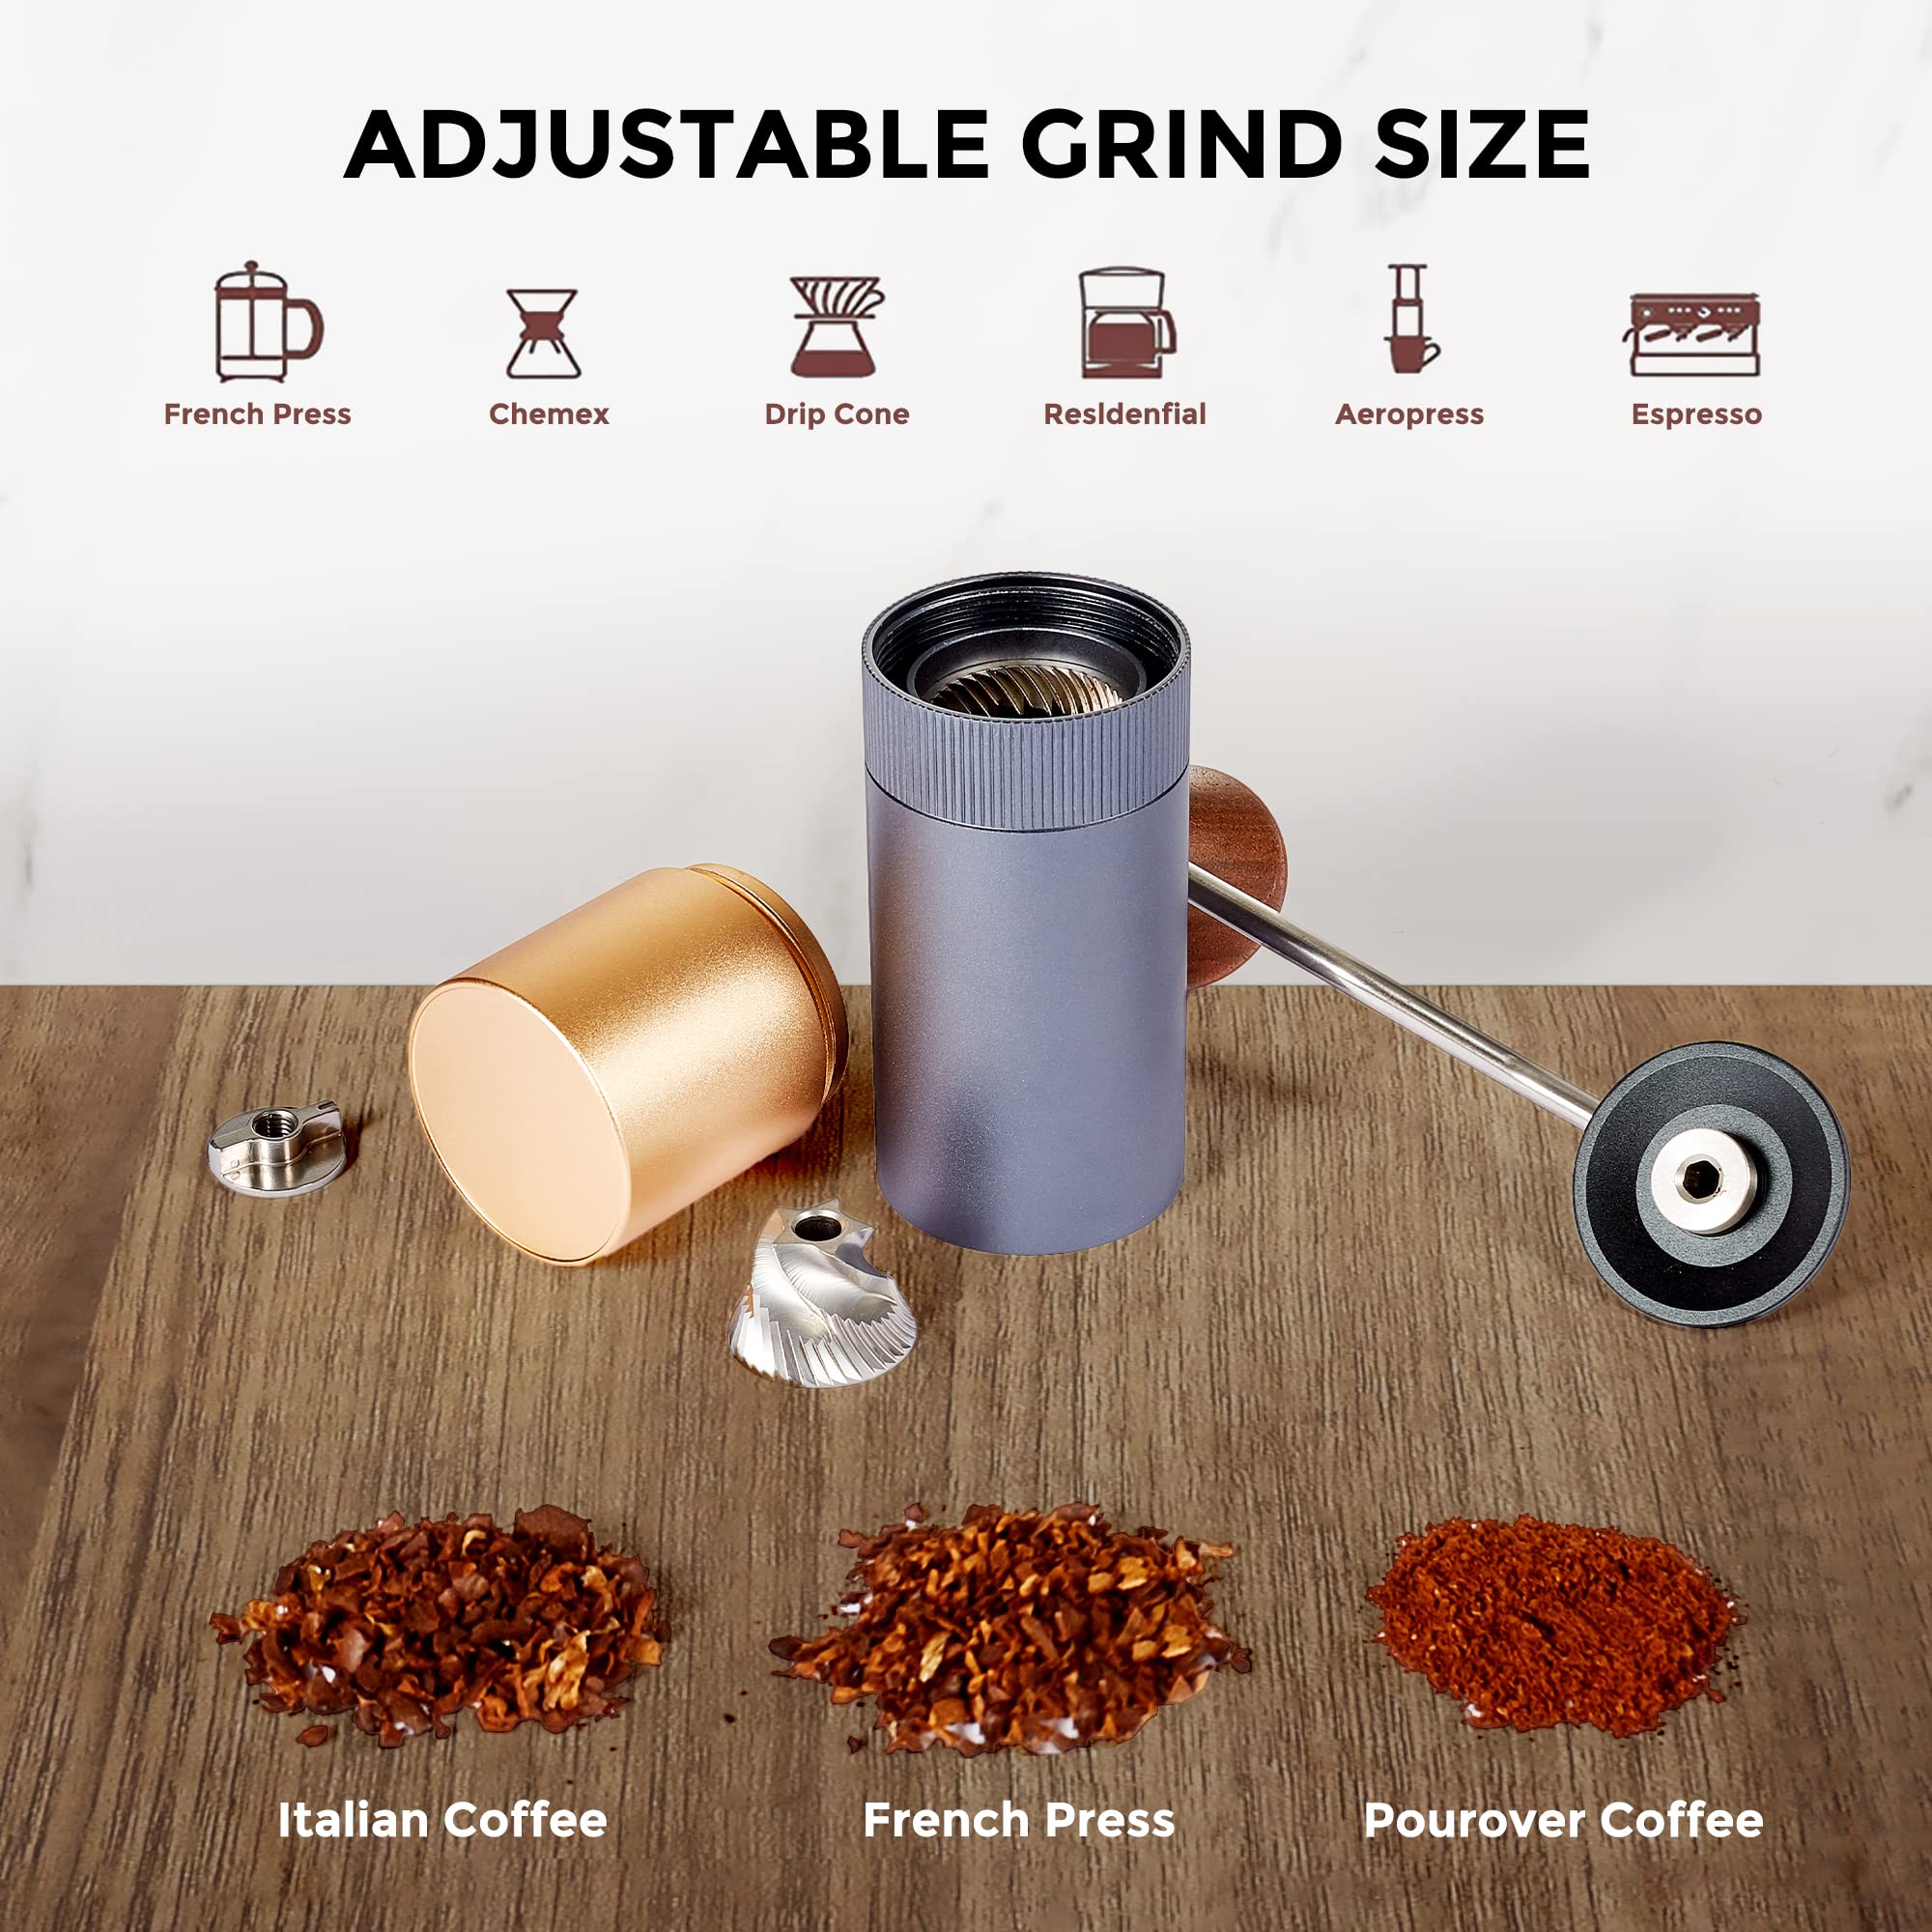 ADJUSTABLE GRIND SIZE
French Press
Chemex
Drip Cone
Resldenfial
Aeropress
Espresso
Italian Coffee
French Press
Pourover Coffee